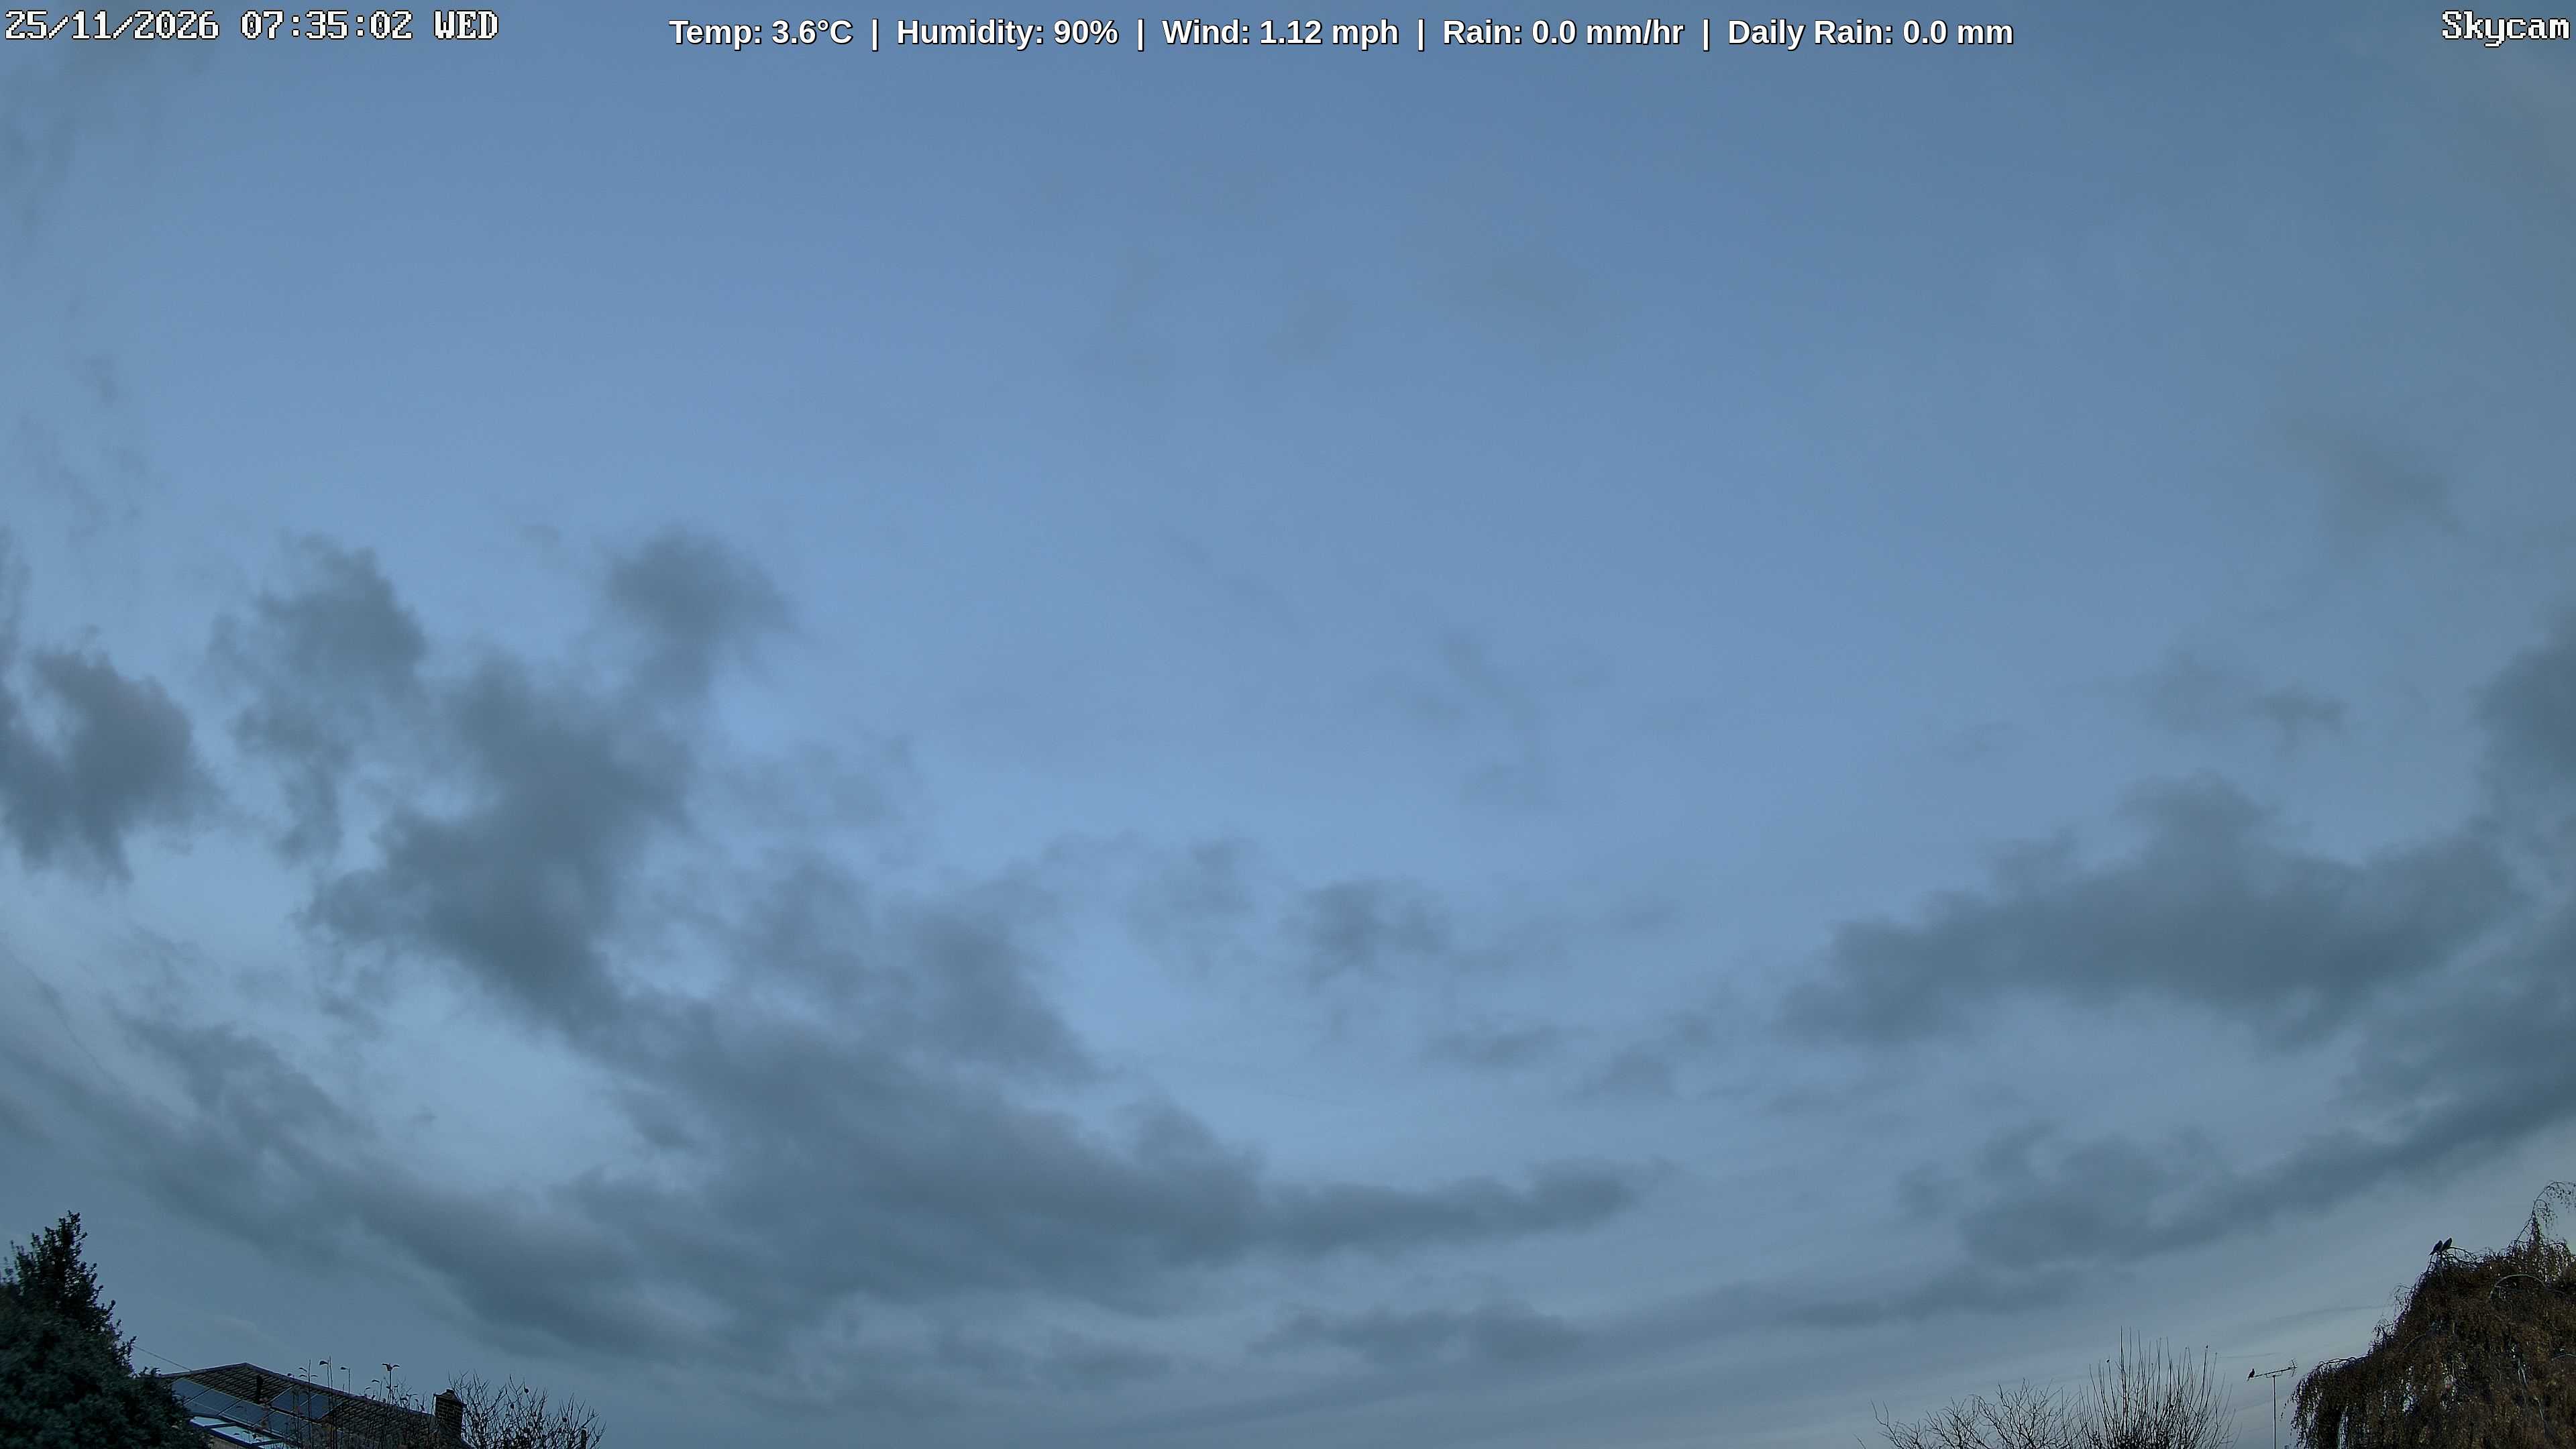 25/11/2026 07:35:02 WED
Temp: 3.6°C | Humidity: 90% | Wind: 1.12 mph | Rain: 0.0 mm/hr | Daily Rain: 0.0 mm
Skycam